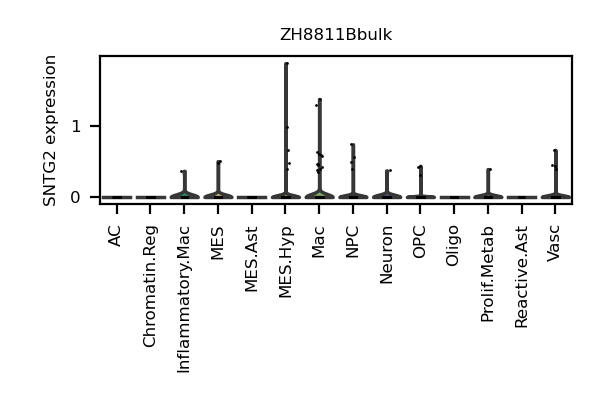 ZH8811Bbulk
SNTG2 expression
1
0
AC
Chromatin.Reg
Inflammatory.Mac
MES
MES.Ast
MES.Hyp
Mac
NPC
Neuron
OPC
Oligo
Prolif.Metab
Reactive.Ast
Vasc